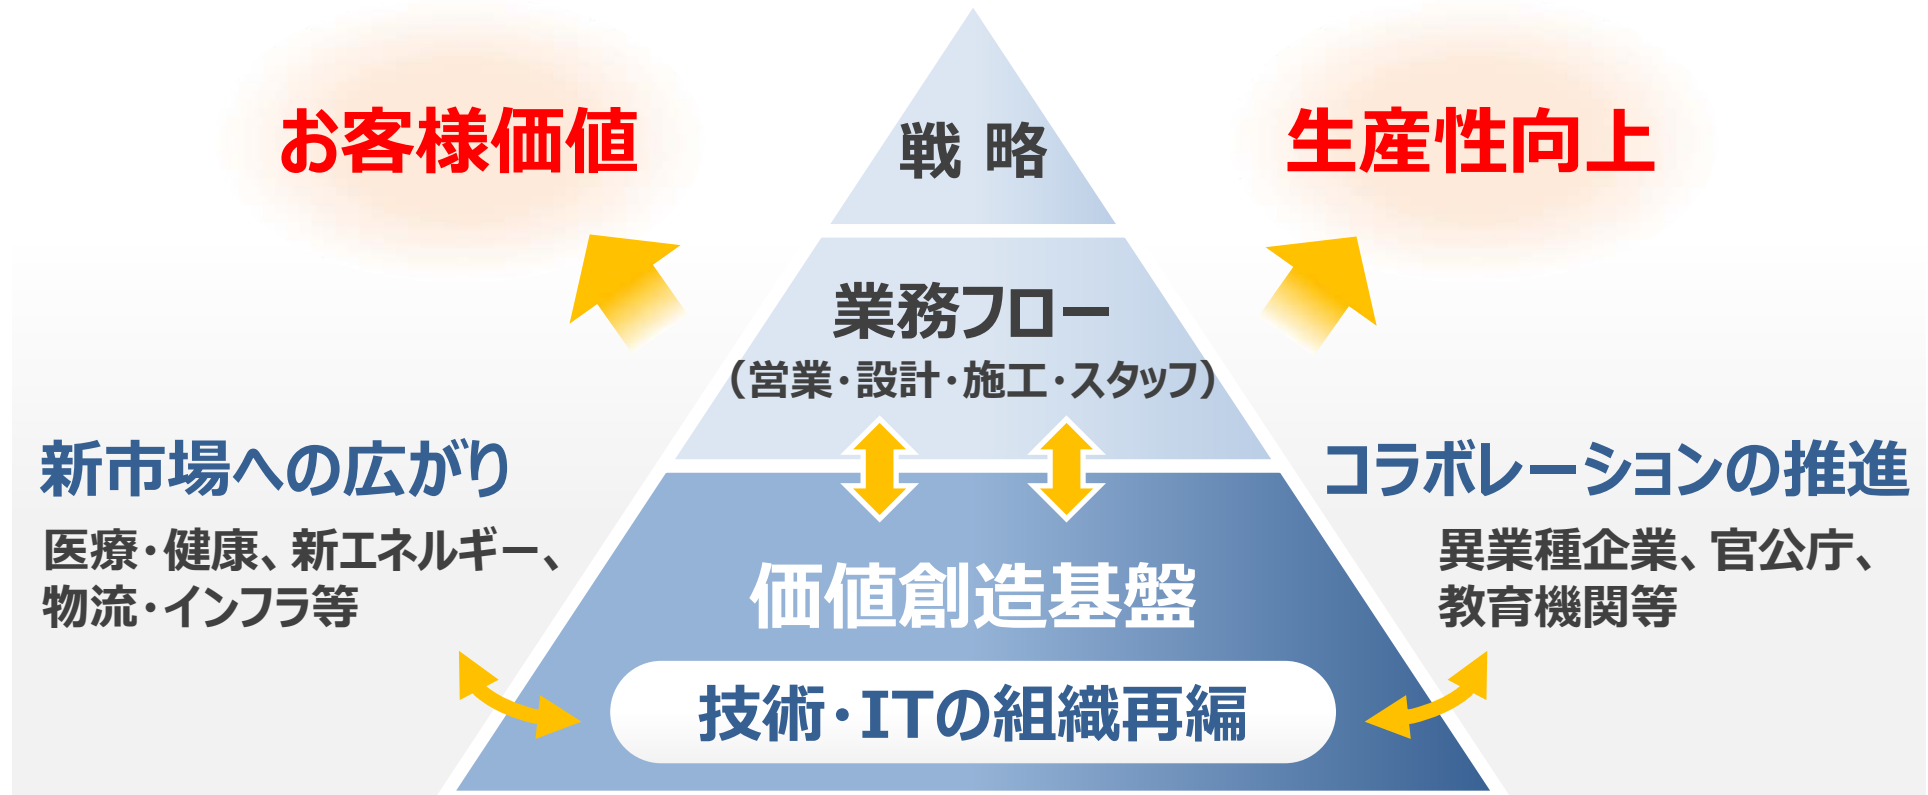 お客様価値
戦 略
生産性向上
業務フロー
（営業・設計・施工・スタッフ）
新市場への広がり
医療・健康、新エネルギー、
物流・インフラ等
コラボレーションの推進
異業種企業、官公庁、
教育機関等
価値創造基盤
技術・ITの組織再編